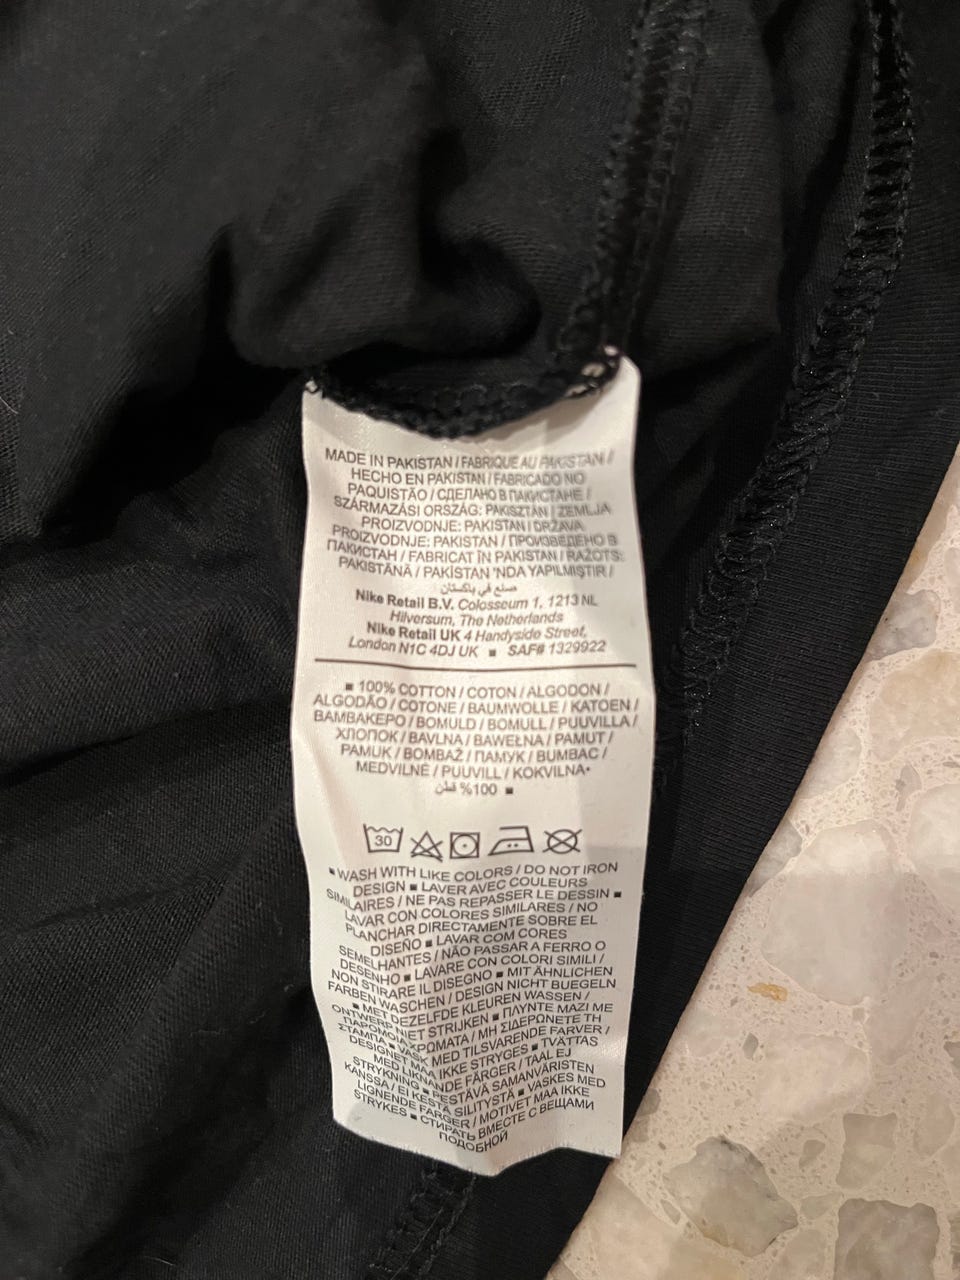 MADE IN PAKISTAN / FABRIQUE AU PAKISTAN /
HECHO EN PAKISTAN / FABRICADO NO
PAQUISTÃO / СДЕЛАНО В ПАКИСТАНЕ /
SZÁRMAZÁSI ORSZÁG: PAKISZTÁN / ZEMLJA
PROIZVODNJE: PAKISTAN / DRŽAVA
PROIZVODNJE: PAKISTAN / ПРОИЗВЕДЕНО В
ПАКИСТАН / FABRICAT ÎN PAKISTAN / RAŽOTS:
PAKISTĀNĀ / PAKİSTAN 'NDA YAPILMIŞTIR /
صنع في باكستان
Nike Retail B.V. Colosseum 1, 1213 NL
Hilversum, The Netherlands
Nike Retail UK 4 Handyside Street,
London N1C 4DJ UK ■ SAF# 1329922
■ 100% COTTON / COTON / ALGODON /
ALGODÃO / COTONE / BAUMWOLLE / KATOEN /
ΒΑΜΒΑΚΕΡΟ / BOMULD / BOMULL / PUUVILLA /
ХЛОПОК / BAVLNA / BAWEŁNA / PAMUT /
PAMUK / BOMBAŽ / ПАМУК / BUMBAC /
MEDVILNĖ / PUUVILL / KOKVILNA•
%100 قطن ■
30
■ WASH WITH LIKE COLORS / DO NOT IRON
DESIGN ■ LAVER AVEC COULEURS
SIMILAIRES / NE PAS REPASSER LE DESSIN ■
LAVAR CON COLORES SIMILARES / NO
PLANCHAR DIRECTAMENTE SOBRE EL
DISEÑO ■ LAVAR COM CORES
SEMELHANTES / NÃO PASSAR A FERRO O
DESENHO ■ LAVARE CON COLORI SIMILI /
NON STIRARE IL DISEGNO ■ MIT ÄHNLICHEN
FARBEN WASCHEN / DESIGN NICHT BUEGELN
■ MET DEZELFDE KLEUREN WASSEN /
ONTWERP NIET STRIJKEN ■ ΠΛΥΝΤΕ ΜΑΖΙ ΜΕ
ΠΑΡΟΜΟΙΑ ΧΡΩΜΑΤΑ / ΜΗ ΣΙΔΕΡΩΝΕΤΕ ΤΗ
ΣΤΑΜΠΑ ■ VASK MED TILSVARENDE FARVER /
DESIGNET MAA IKKE STRYGES ■ TVÄTTAS
MED LIKNANDE FÄRGER / TAAL EJ
STRYKNING ■ PESTÄVÄ SAMANVÄRISTEN
KANSSA / EI KESTÄ SILITYSTÄ ■ VASKES MED
LIGNENDE FARGER / MOTIVET MAA IKKE
STRYKES ■ СТИРАТЬ ВМЕСТЕ С ВЕЩАМИ
ПОДОБНОЙ